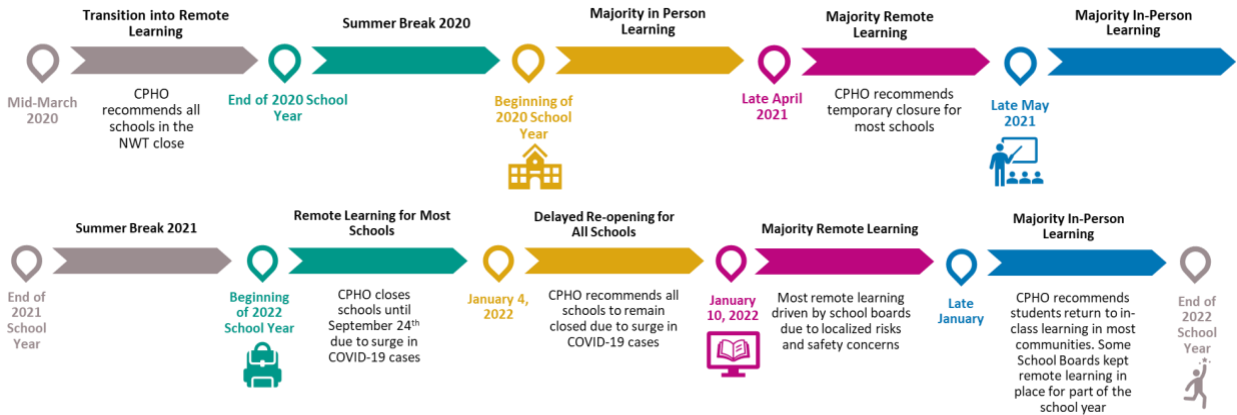 Transition into Remote
Learning
Mid-March
2020
CPHO
recommends all
schools in the
NWT close
Summer Break 2020
End of 2020 School
Year
Majority in Person
Learning
Beginning of
2020 School
Year
Majority Remote
Learning
Late April
2021
CPHO recommends
temporary closure for
most schools
Majority In-Person
Learning
Late May
2021
Summer Break 2021
End of
2021
School
Year
Remote Learning for Most
Schools
Beginning
of 2022
School Year
CPHO closes
schools until
September 24th
due to surge in
COVID-19 cases
Delayed Re-opening for
All Schools
January 4,
2022
CPHO recommends all
schools to remain
closed due to surge in
COVID-19 cases
Majority Remote Learning
January
10, 2022
Most remote learning
driven by school boards
due to localized risks
and safety concerns
Majority In-Person
Learning
Late
January
CPHO recommends
students return to in-
class learning in most
communities. Some
School Boards kept
remote learning in
place for part of the
school year
End of
2022
School
Year